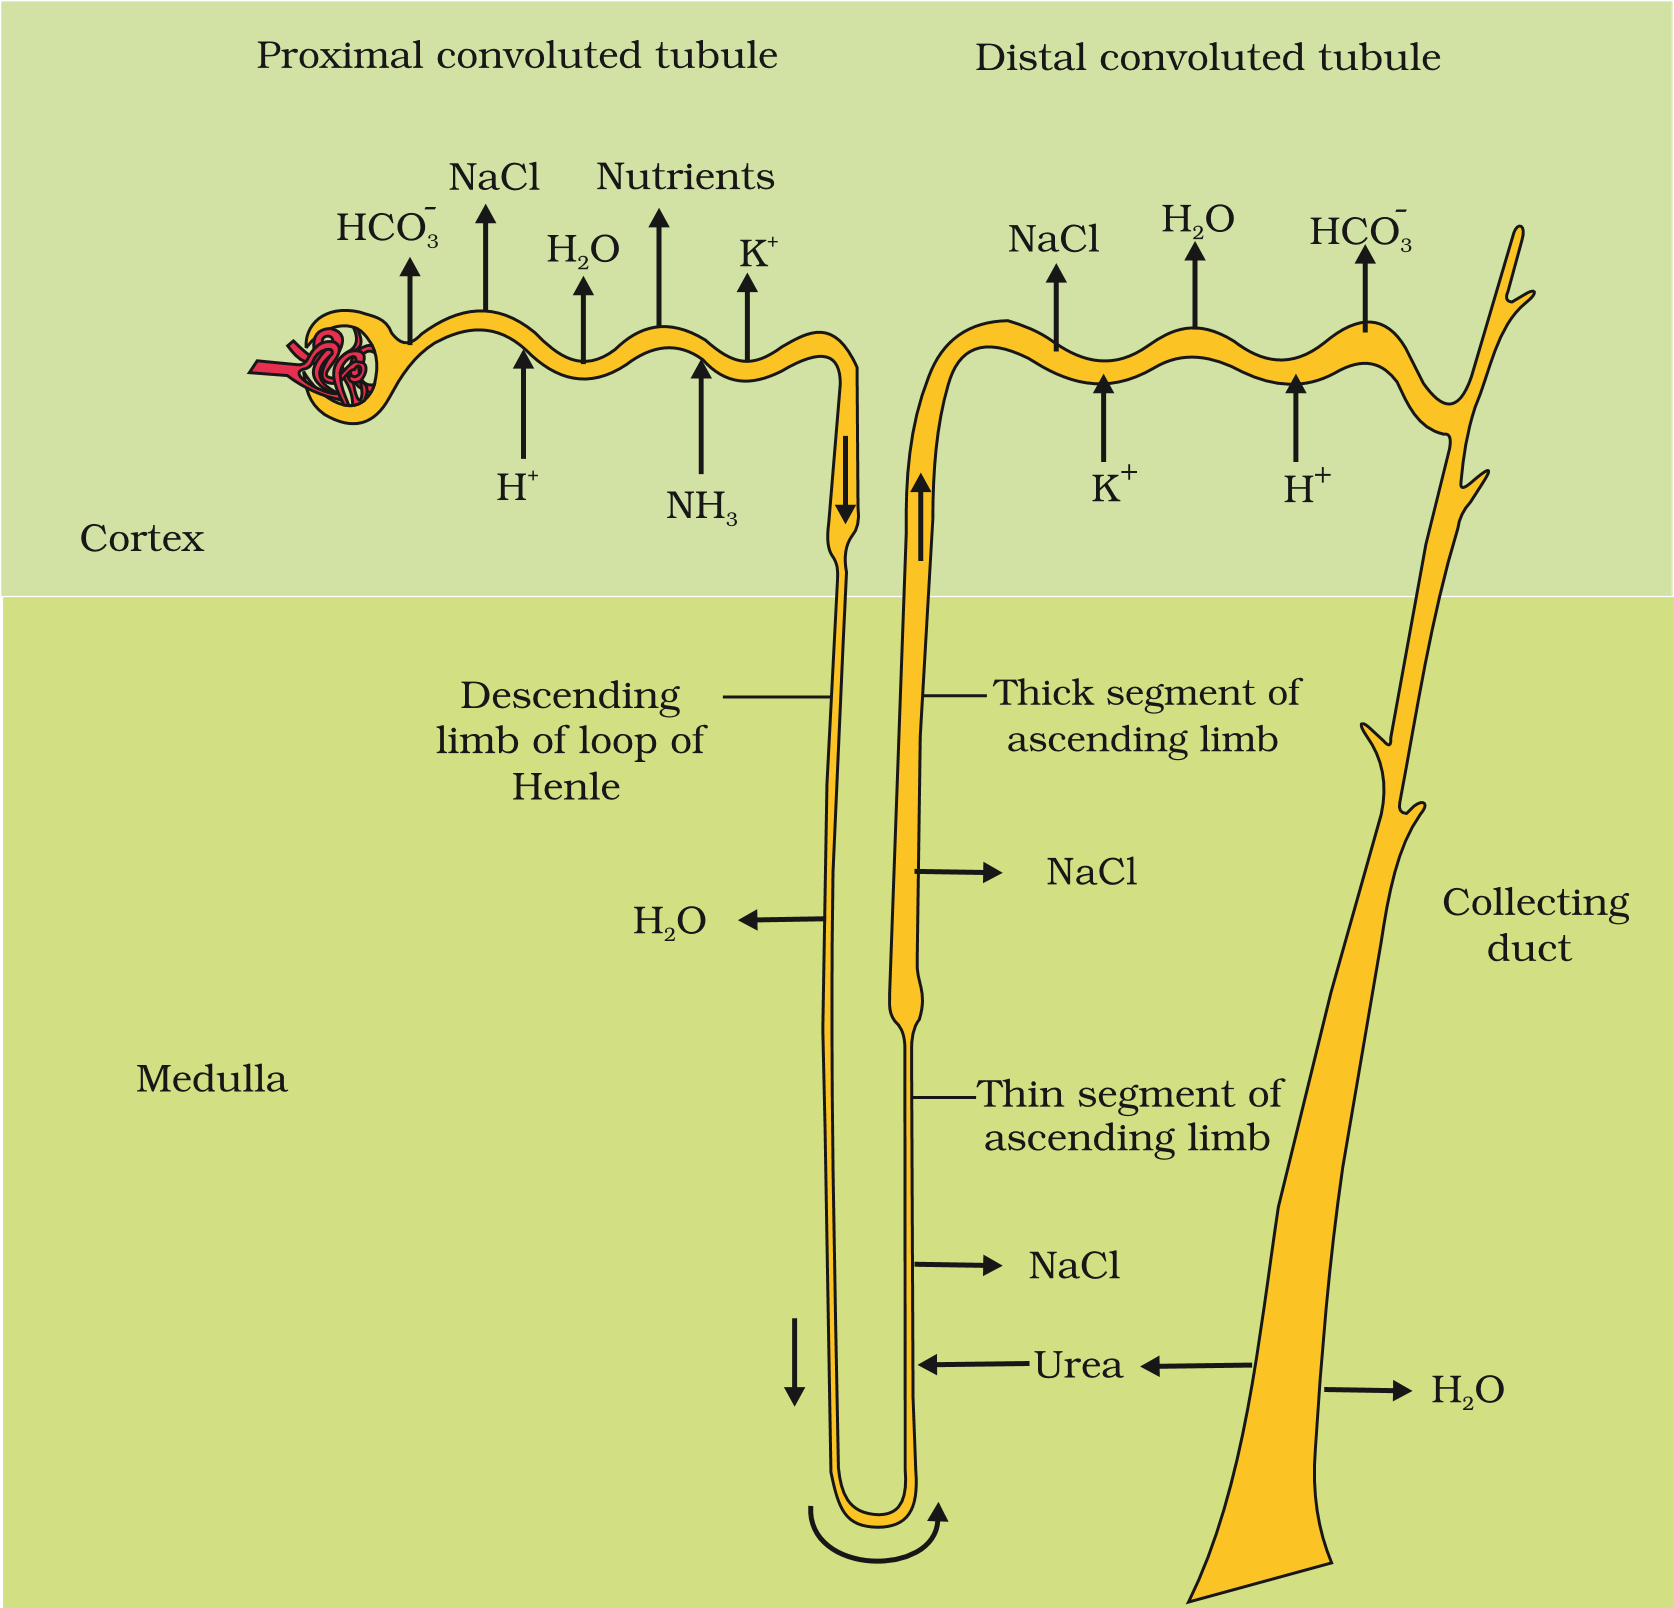 Proximal convoluted tubule
Distal convoluted tubule
NaCl
Nutrients
HCO₃⁻
H₂O
K⁺
NaCl
H₂O
HCO₃⁻
H⁺
NH₃
K⁺
H⁺
Cortex
Descending
limb of loop of
Henle
Thick segment of
ascending limb
NaCl
H₂O
Collecting
duct
Medulla
Thin segment of
ascending limb
NaCl
Urea
H₂O